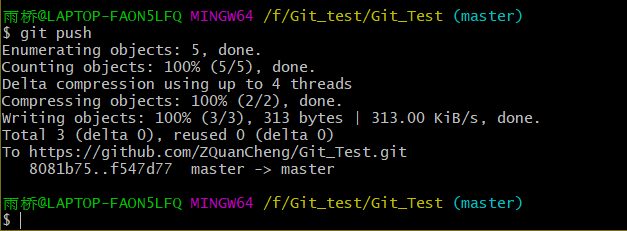 雨桥@LAPTOP-FAON5LFQ MINGW64 /f/Git_test/Git_Test (master)
$ git push
Enumerating objects: 5, done.
Counting objects: 100% (5/5), done.
Delta compression using up to 4 threads
Compressing objects: 100% (2/2), done.
Writing objects: 100% (3/3), 313 bytes | 313.00 KiB/s, done.
Total 3 (delta 0), reused 0 (delta 0)
To https://github.com/ZQuanCheng/Git_Test.git
   8081b75..f547d77  master -> master
雨桥@LAPTOP-FAON5LFQ MINGW64 /f/Git_test/Git_Test (master)
$